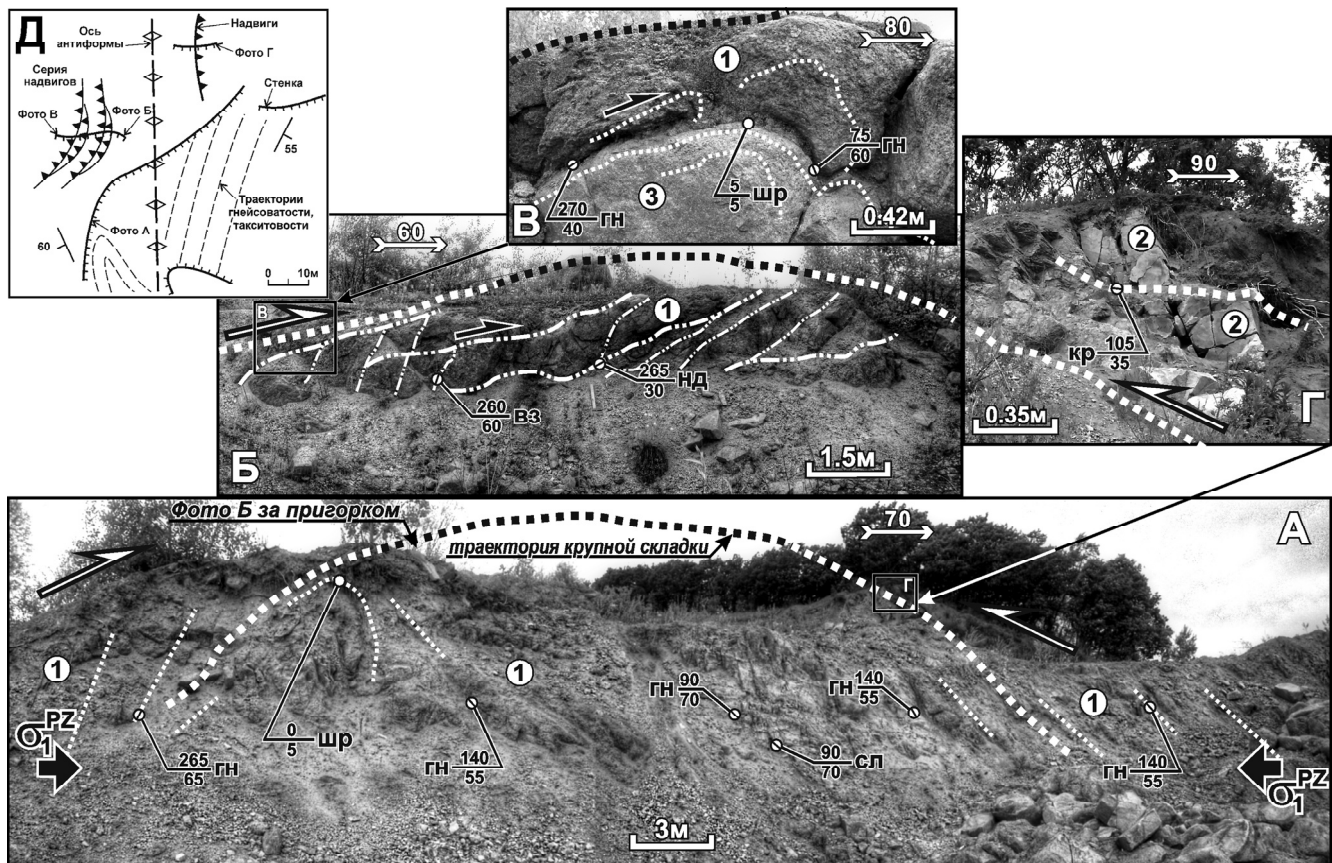 Д
Ось
антиформы
Надвиги
Фото Г
Серия
надвигов
Стенка
Фото В
Фото Б
55
Траектории
гнейсоватости,
такситовости
Фото А
60
0 10м
80
1
75
60 гн
3
5
5 шр
270
40 гн
В
0.42м
60
В
1
265
30 нд
260
60 вз
Б
1.5м
90
2
2
кр 105
35
0.35м
Г
Фото Б за пригорком
траектория крупной складки
70
А
Г
1
1
1
гн 90
70
гн 140
55
σ1 PZ
265
65 гн
0
5 шр
гн 140
55
90
70 сл
гн 140
55
σ1 PZ
3м